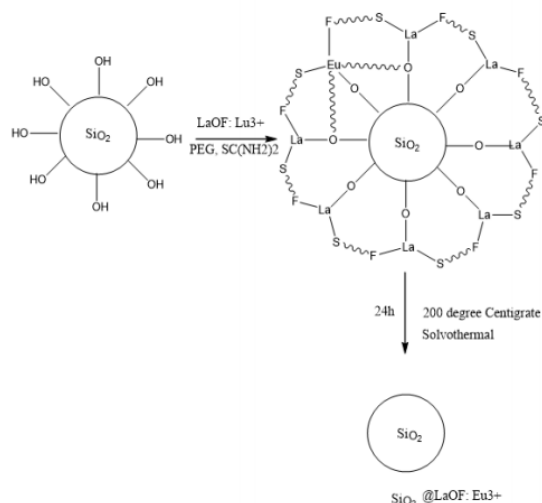 OH
HO
OH
HO
SiO2
OH
HO
OH
HO
OH
LaOF: Lu3+
PEG, SC(NH2)2
F
S
La
F
S
Eu
O
La
F
S
O
O
F
S
La
O
SiO2
O
La
S
O
O
F
F
La
O
La
S
S
F
La
F
S
24h
200 degree Centigrate
Solvothermal
SiO2
SiO2 @LaOF: Eu3+